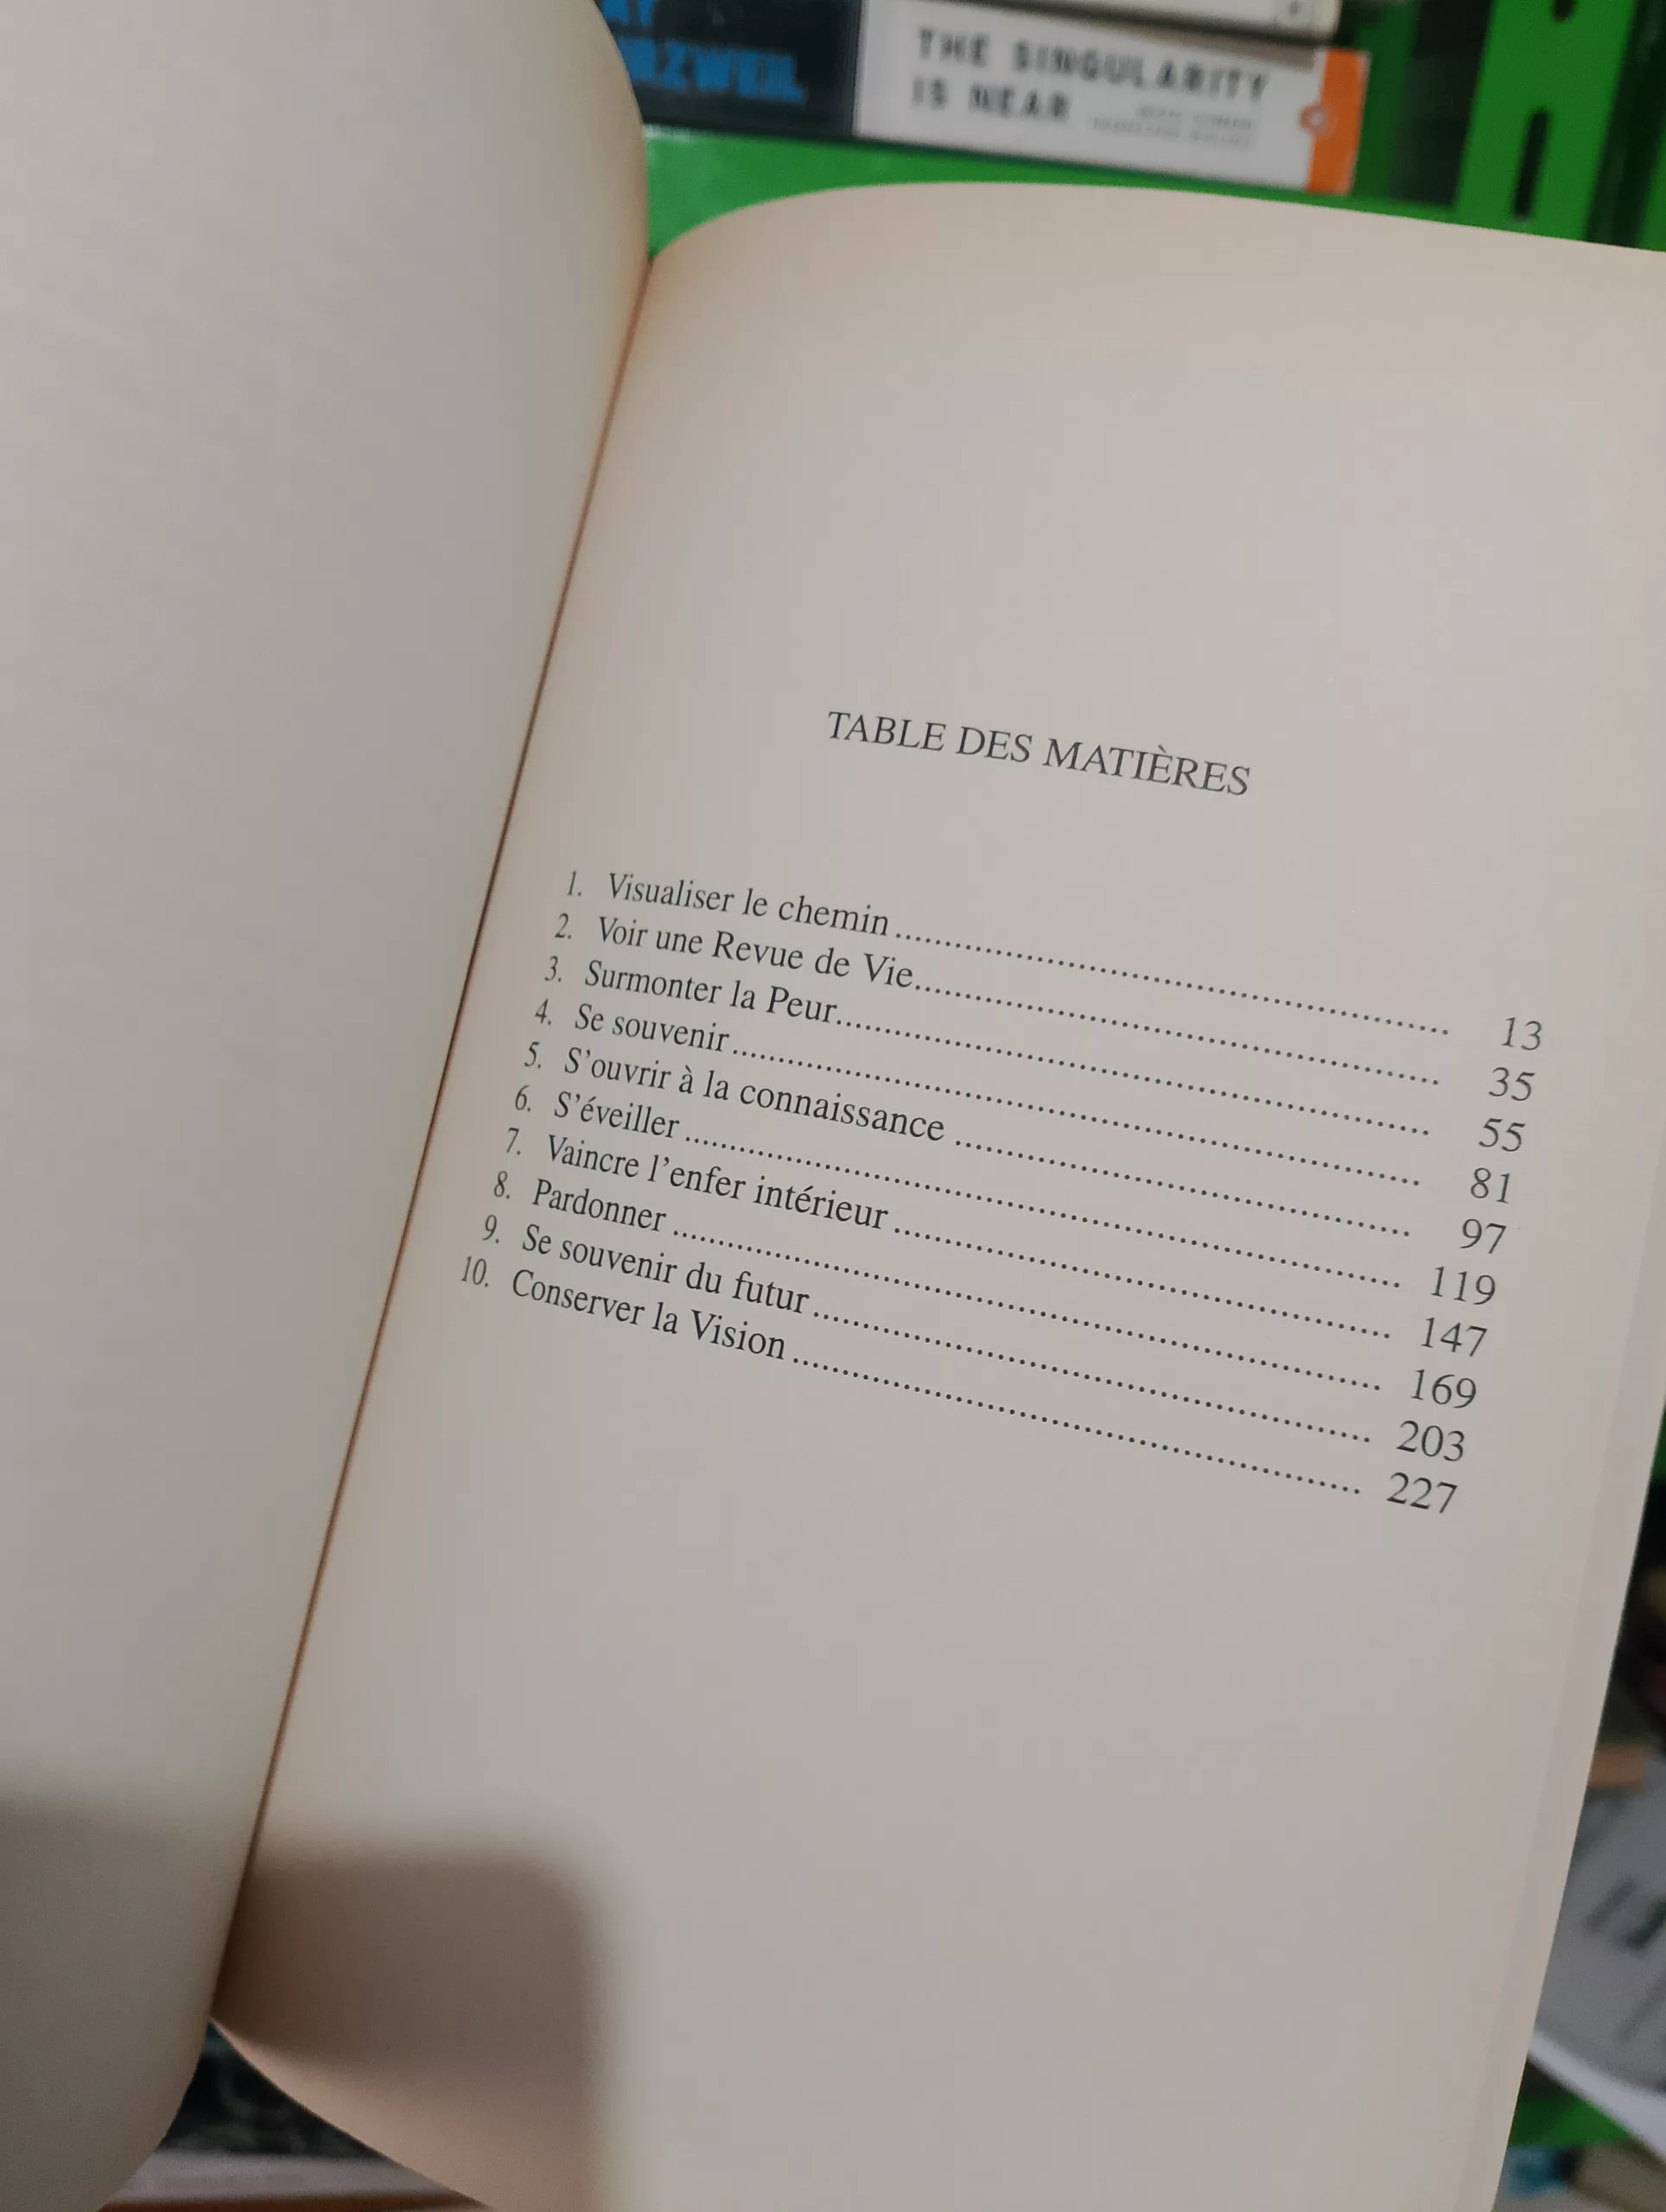 THE SINGULARITY
IS NEAR
TABLE DES MATIÈRES
1. Visualiser le chemin ........ 13
2. Voir une Revue de Vie ........ 35
3. Surmonter la Peur ........ 55
4. Se souvenir ........ 81
5. S'ouvrir à la connaissance ........ 97
6. S'éveiller ........ 119
7. Vaincre l'enfer intérieur ........ 147
8. Pardonner ........ 169
9. Se souvenir du futur ........ 203
10. Conserver la Vision ........ 227